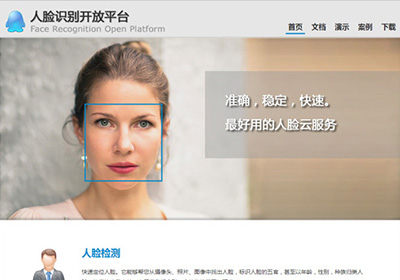 人脸识别开放平台
Face Recognition Open Platform
首页 文档 演示 案例 下载
准确，稳定，快速。
最好用的人脸云服务
人脸检测
快速定位人脸。它能够帮您从摄像头、照片、图像中找出人脸，标识人脸的五官，甚至以年龄，性别，种族归类人